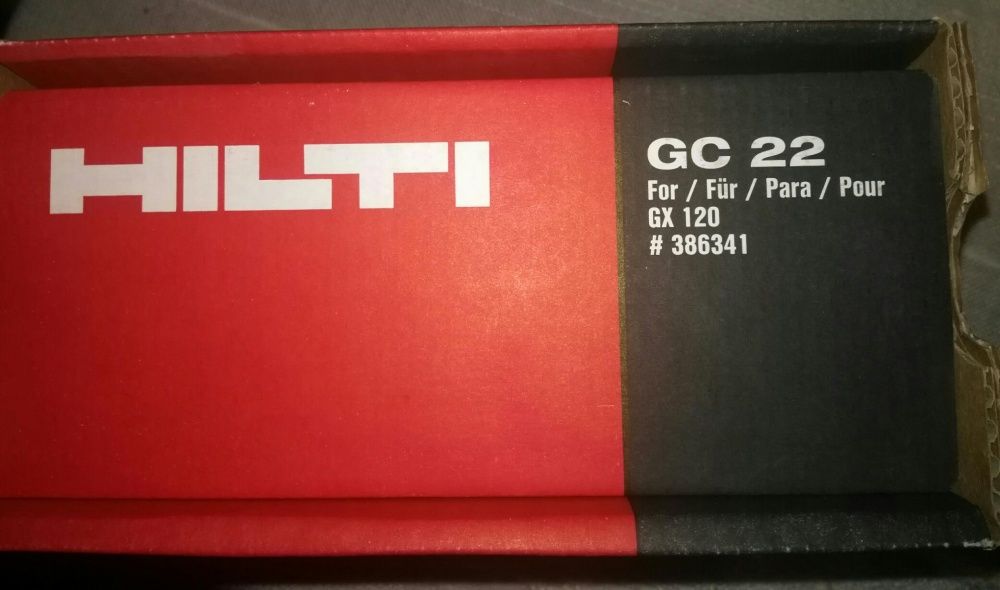 HILTI
GC 22
For / Für / Para / Pour
GX 120
# 386341